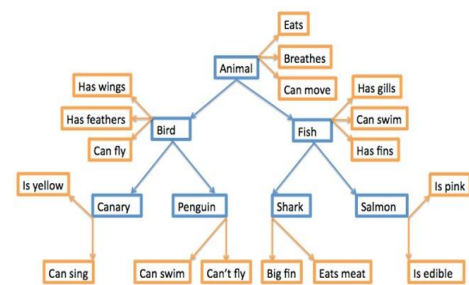 Eats
Animal
Breathes
Can move
Has wings
Has feathers
Can fly
Bird
Fish
Has gills
Can swim
Has fins
Is yellow
Canary
Penguin
Shark
Salmon
Is pink
Can sing
Can swim
Can't fly
Big fin
Eats meat
Is edible